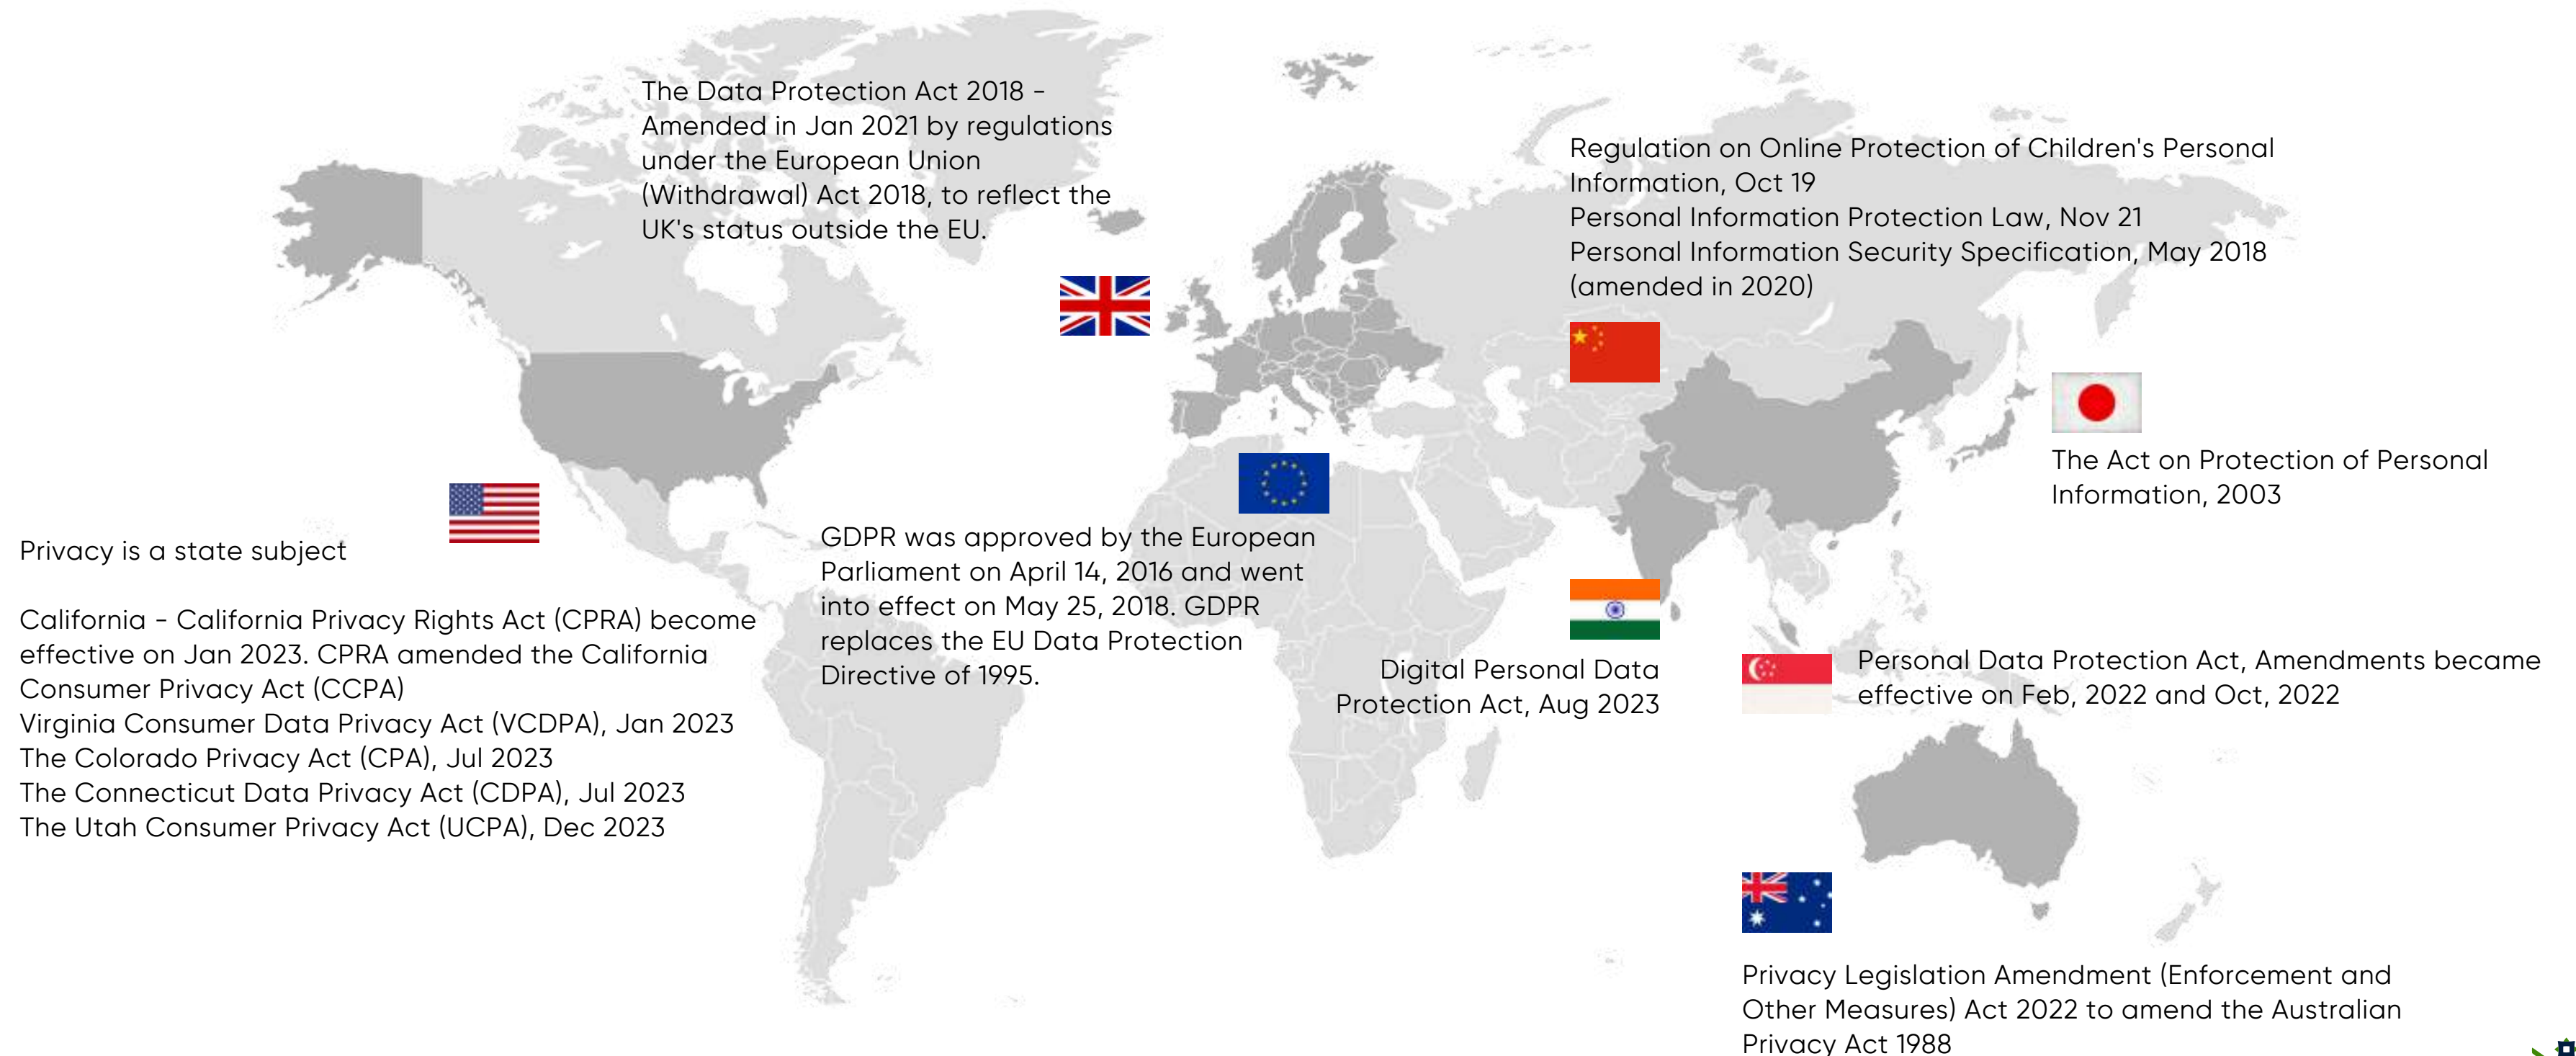 The Data Protection Act 2018 -
Amended in Jan 2021 by regulations
under the European Union
(Withdrawal) Act 2018, to reflect the
UK's status outside the EU.
Regulation on Online Protection of Children's Personal
Information, Oct 19
Personal Information Protection Law, Nov 21
Personal Information Security Specification, May 2018
(amended in 2020)
The Act on Protection of Personal
Information, 2003
Privacy is a state subject
California - California Privacy Rights Act (CPRA) become
effective on Jan 2023. CPRA amended the California
Consumer Privacy Act (CCPA)
Virginia Consumer Data Privacy Act (VCDPA), Jan 2023
The Colorado Privacy Act (CPA), Jul 2023
The Connecticut Data Privacy Act (CDPA), Jul 2023
The Utah Consumer Privacy Act (UCPA), Dec 2023
GDPR was approved by the European
Parliament on April 14, 2016 and went
into effect on May 25, 2018. GDPR
replaces the EU Data Protection
Directive of 1995.
Digital Personal Data
Protection Act, Aug 2023
Personal Data Protection Act, Amendments became
effective on Feb, 2022 and Oct, 2022
Privacy Legislation Amendment (Enforcement and
Other Measures) Act 2022 to amend the Australian
Privacy Act 1988